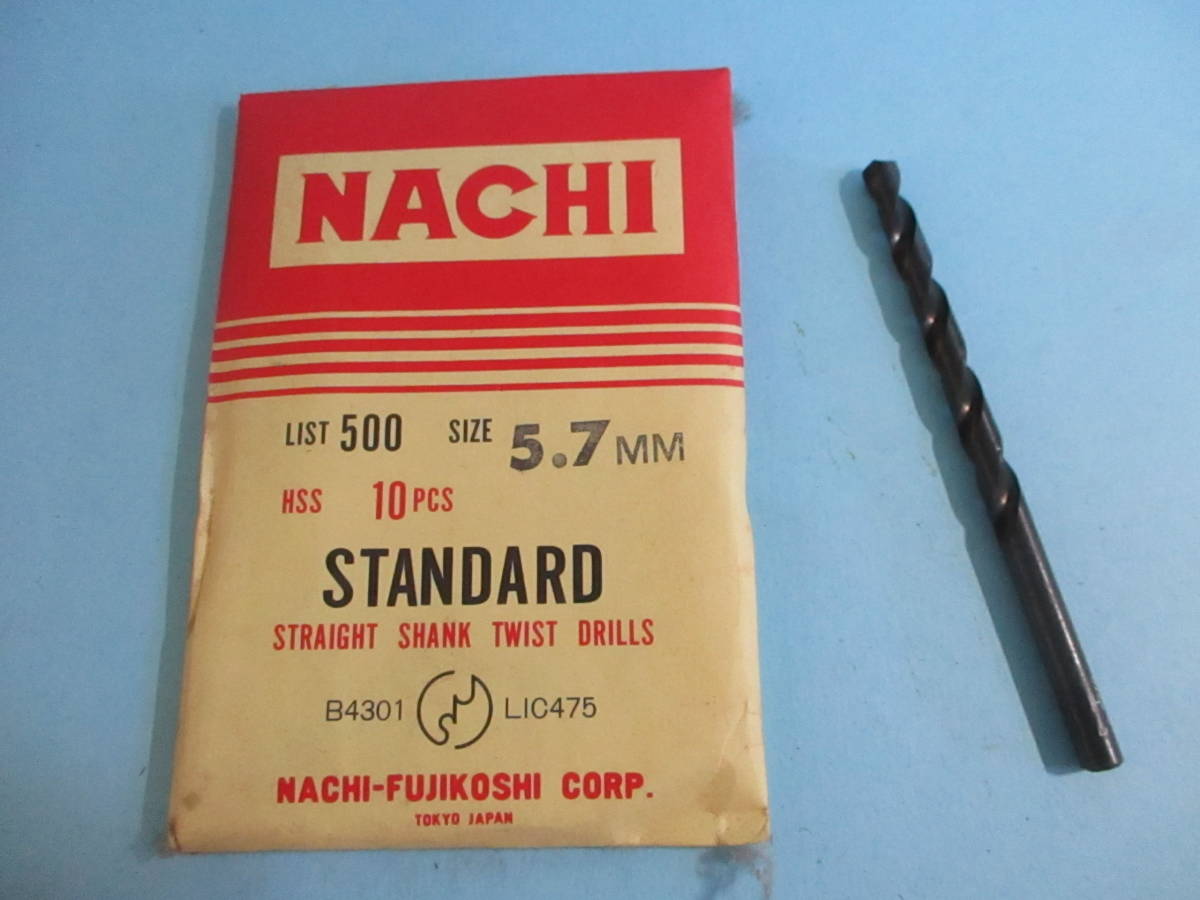 NACHI
LIST 500 SIZE 5.7 MM
HSS 10 PCS
STANDARD
STRAIGHT SHANK TWIST DRILLS
B4301 LIC475
NACHI-FUJIKOSHI CORP.
TOKYO JAPAN